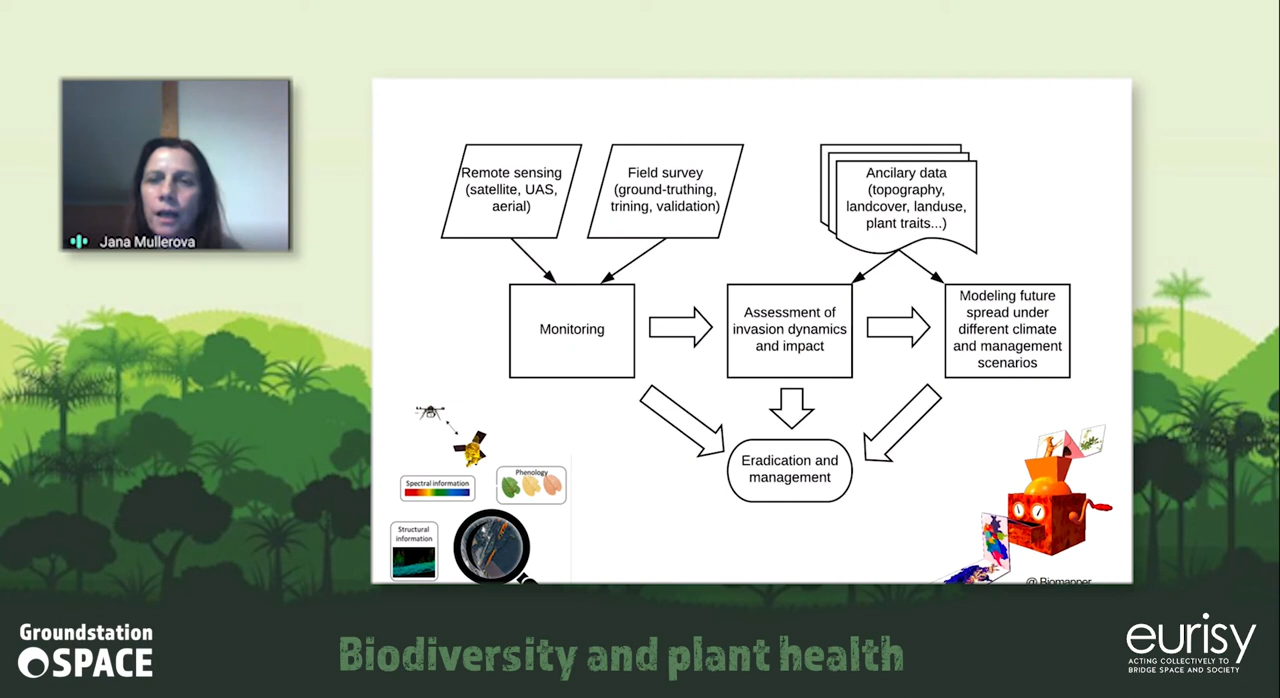 Jana Mullerova
Remote sensing
(satellite, UAS,
aerial)
Field survey
(ground-truthing,
trining, validation)
Ancilary data
(topography,
landcover, landuse,
plant traits...)
Monitoring
Assessment of
invasion dynamics
and impact
Modeling future
spread under
different climate
and management
scenarios
Eradication and
management
Spectral information
Phenology
Structural
information
@ Biomapper
Groundstation
SPACE
Biodiversity and plant health
eurisy
ACTING COLLECTIVELY TO
BRIDGE SPACE AND SOCIETY